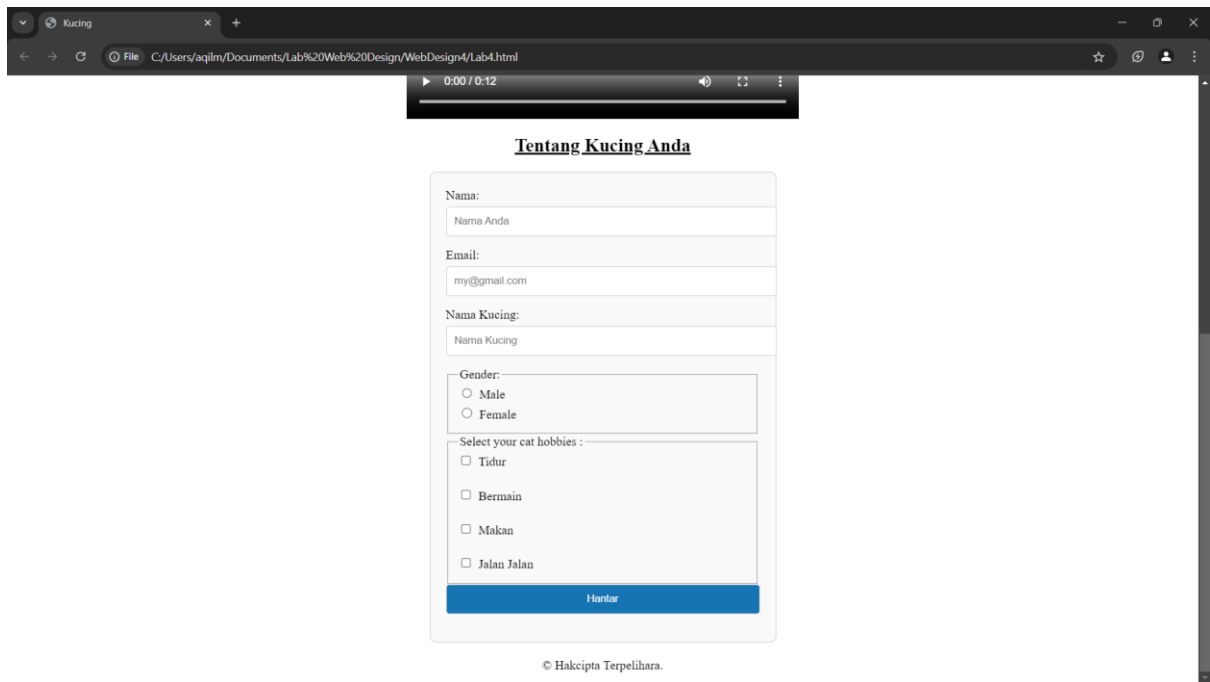 Kucing
File C:/Users/aqilm/Documents/Lab%20Web%20Design/WebDesign4/Lab4.html
0:00 / 0:12
Tentang Kucing Anda
Nama:
Nama Anda
Email:
my@gmail.com
Nama Kucing:
Nama Kucing
Gender:
Male
Female
Select your cat hobbies :
Tidur
Bermain
Makan
Jalan Jalan
Hantar
© Hakcipta Terpelihara.